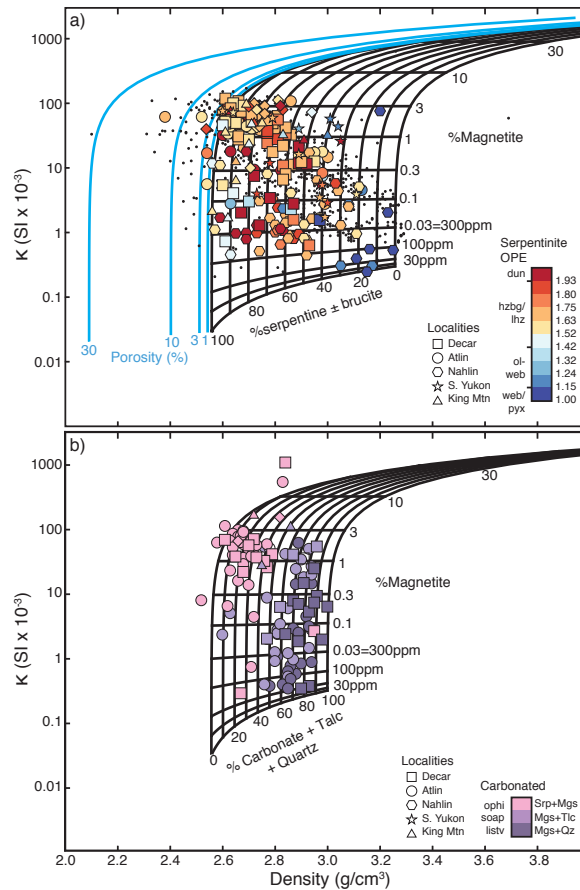 a)
1000
100
10
1
0.1
0.01
κ (SI x 10⁻³)
30
10
3
1
0.3
0.1
0.03=300ppm
100ppm
30ppm
%Magnetite
0
20
40
60
80
100
%serpentine ± brucite
30
10
3
1
Porosity (%)
Localities
Decar
Atlin
Nahlin
S. Yukon
King Mtn
Serpentinite
OPE
dun
hzbg/
lhz
ol-
web
web/
pyx
1.93
1.80
1.75
1.63
1.52
1.42
1.32
1.24
1.15
1.00
b)
1000
100
10
1
0.1
0.01
κ (SI x 10⁻³)
30
10
3
1
0.3
0.1
0.03=300ppm
100ppm
30ppm
%Magnetite
0
20
40
60
80
100
% Carbonate + Talc
+ Quartz
Localities
Decar
Atlin
Nahlin
S. Yukon
King Mtn
Carbonated
ophi Srp+Mgs
soap Mgs+Tlc
listv Mgs+Qz
2.0 2.2 2.4 2.6 2.8 3.0 3.2 3.4 3.6 3.8
Density (g/cm³)